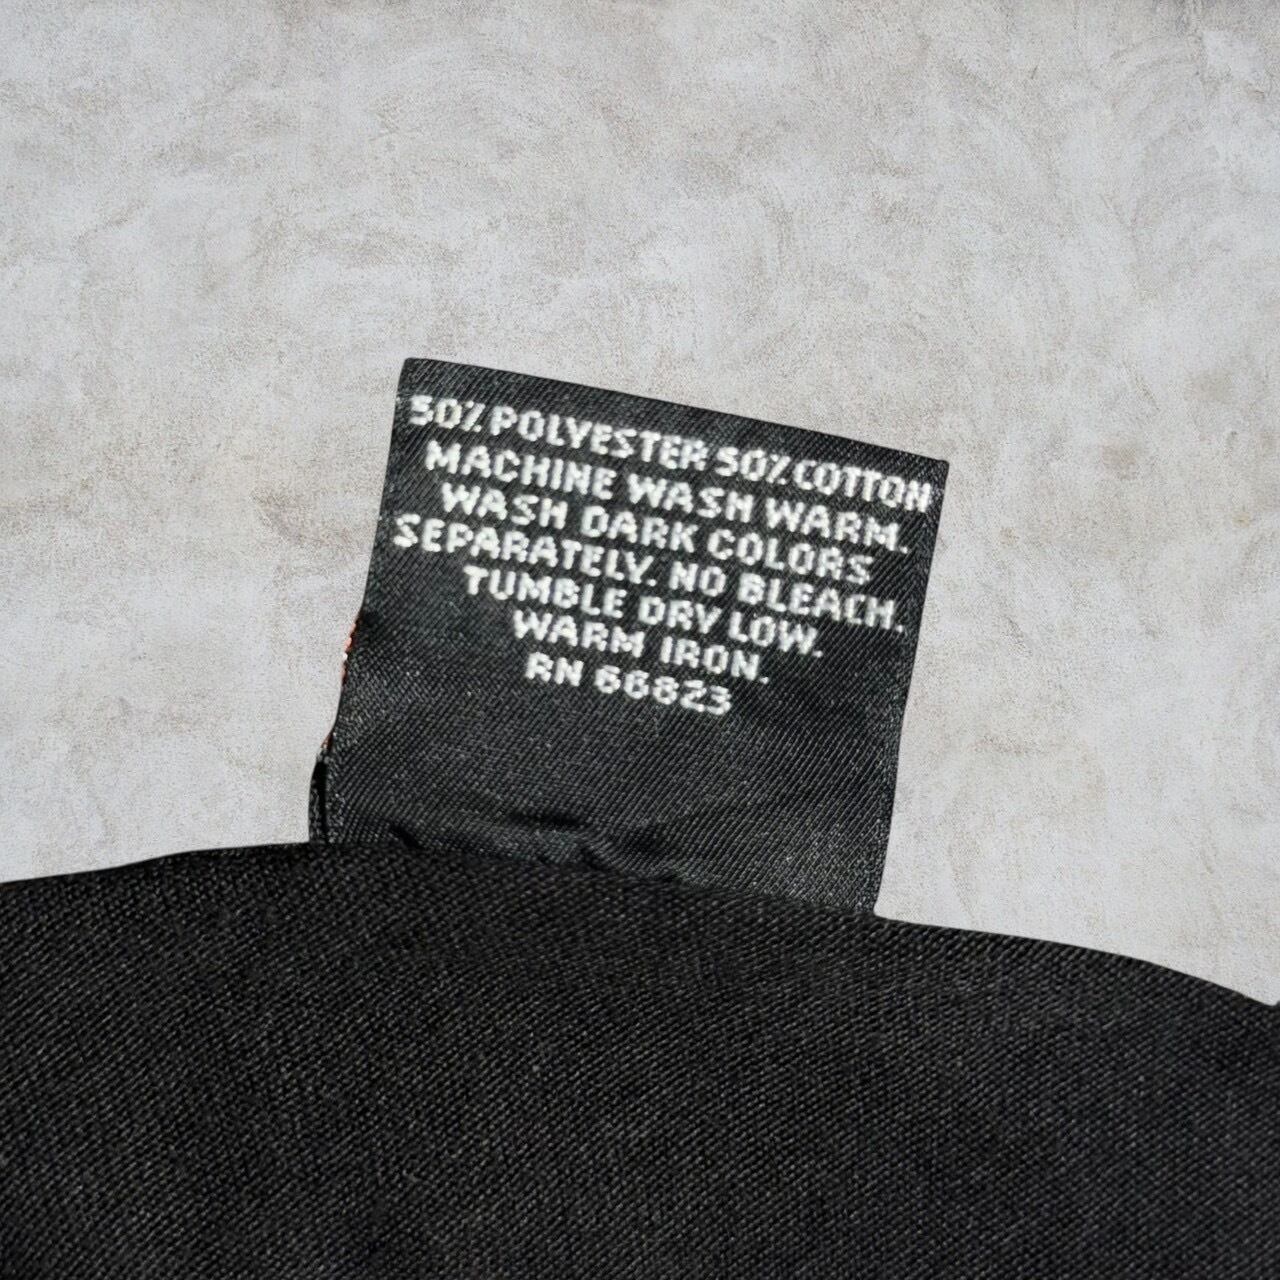 50% POLYESTER 50% COTTON
MACHINE WASH WARM.
WASH DARK COLORS
SEPARATELY. NO BLEACH.
TUMBLE DRY LOW.
WARM IRON.
RN 66823